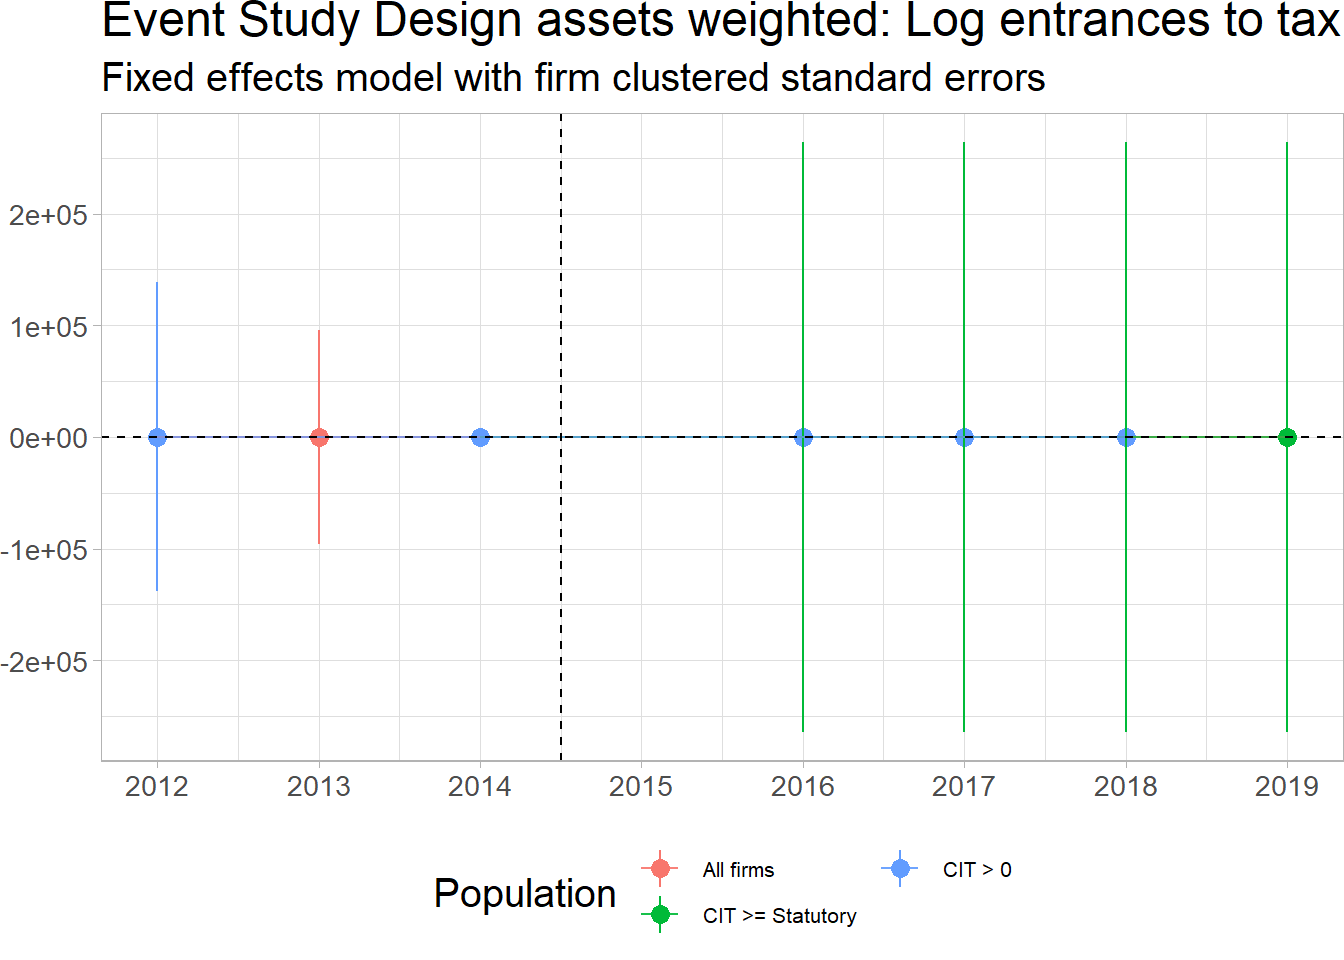 Event Study Design assets weighted: Log entrances to tax
Fixed effects model with firm clustered standard errors
2e+05
1e+05
0e+00
-1e+05
-2e+05
2012 2013 2014 2015 2016 2017 2018 2019
Population
All firms
CIT >= Statutory
CIT > 0